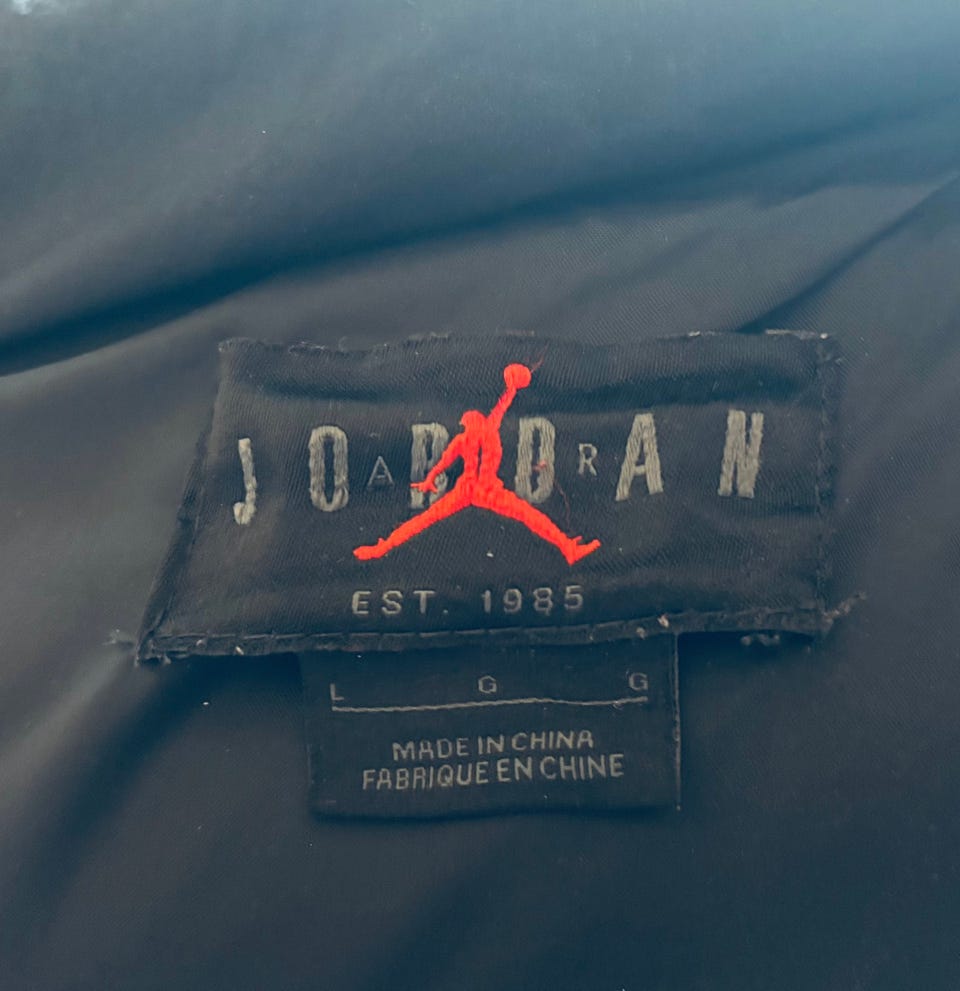 JORDAN
A R
EST. 1985
L G G
MADE IN CHINA
FABRIQUE EN CHINE